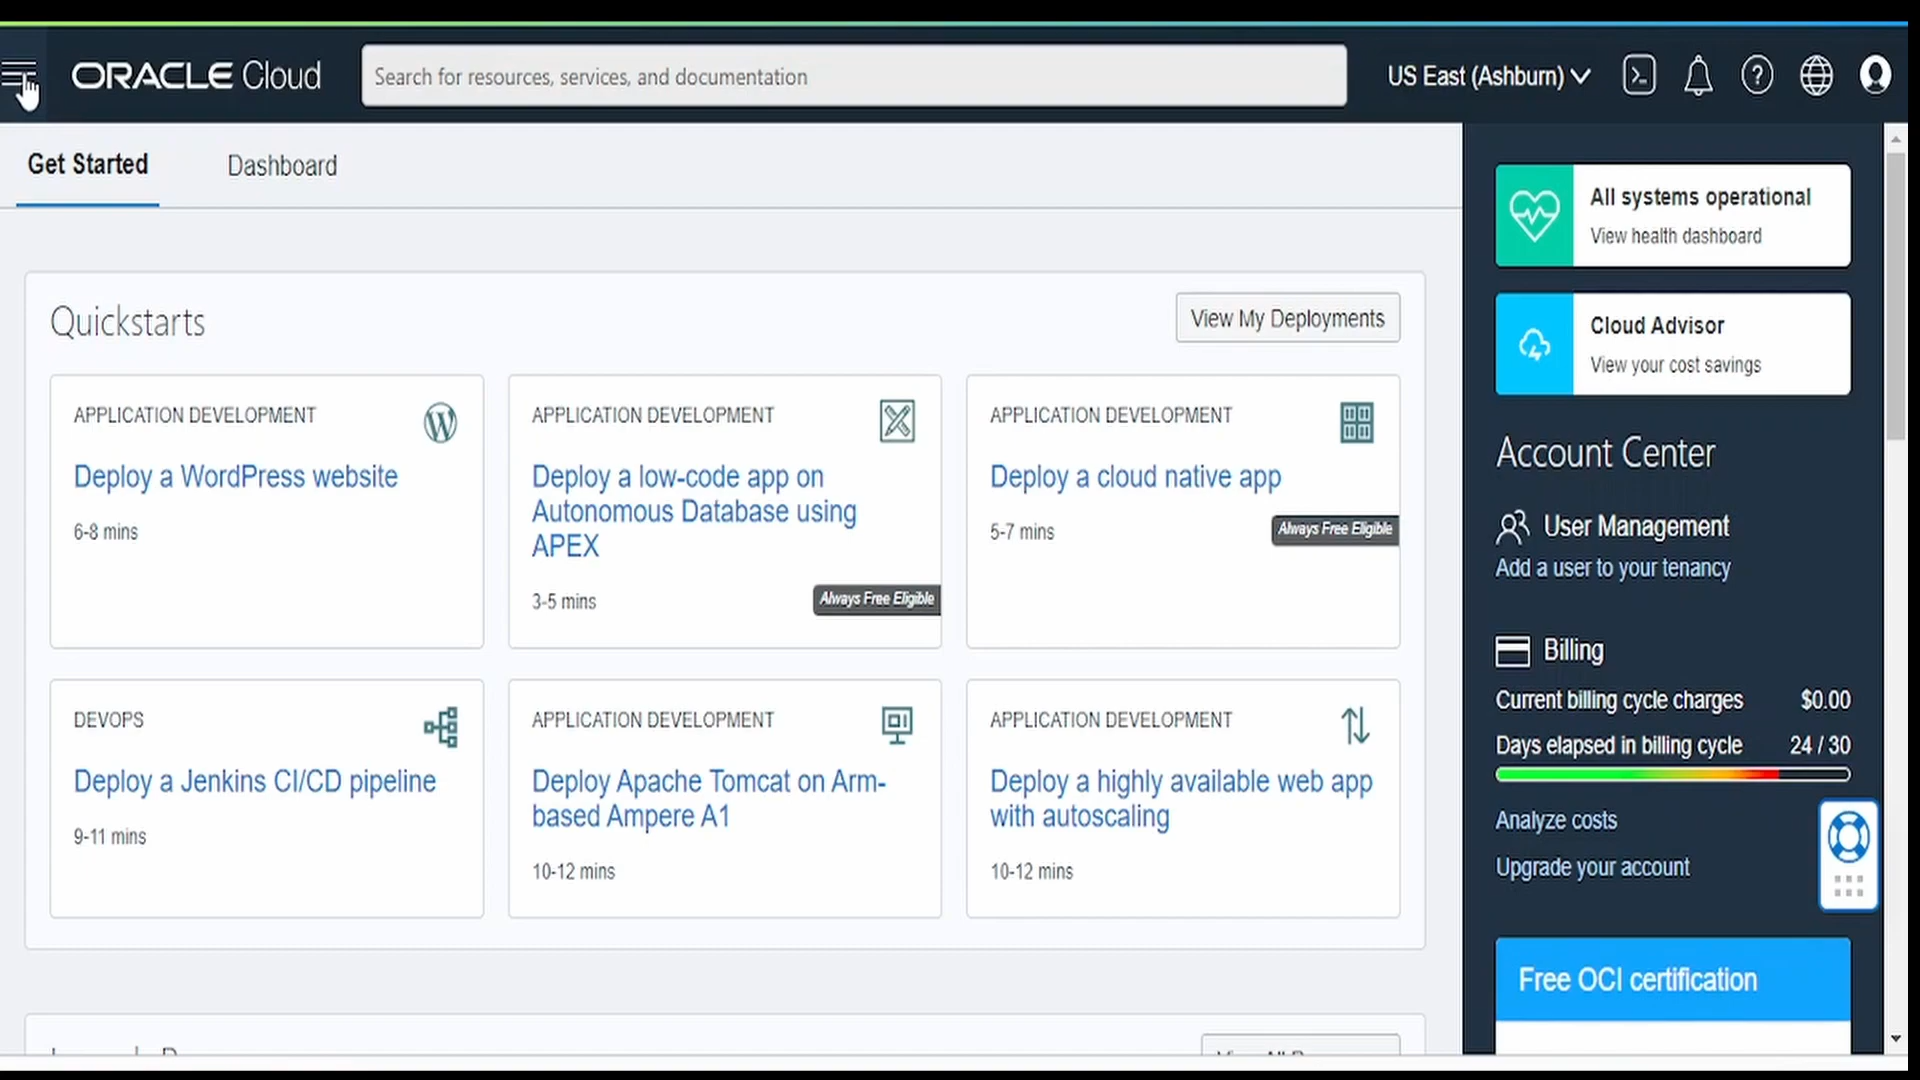 ORACLE Cloud
Search for resources, services, and documentation
US East (Ashburn)
Get Started
Dashboard
All systems operational
View health dashboard
Cloud Advisor
View your cost savings
Quickstarts
View My Deployments
APPLICATION DEVELOPMENT
Deploy a WordPress website
6-8 mins
APPLICATION DEVELOPMENT
Deploy a low-code app on
Autonomous Database using
APEX
3-5 mins
Always Free Eligible
APPLICATION DEVELOPMENT
Deploy a cloud native app
5-7 mins
Always Free Eligible
DEVOPS
Deploy a Jenkins CI/CD pipeline
9-11 mins
APPLICATION DEVELOPMENT
Deploy Apache Tomcat on Arm-
based Ampere A1
10-12 mins
APPLICATION DEVELOPMENT
Deploy a highly available web app
with autoscaling
10-12 mins
Account Center
User Management
Add a user to your tenancy
Billing
Current billing cycle charges $0.00
Days elapsed in billing cycle 24 / 30
Analyze costs
Upgrade your account
Free OCI certification